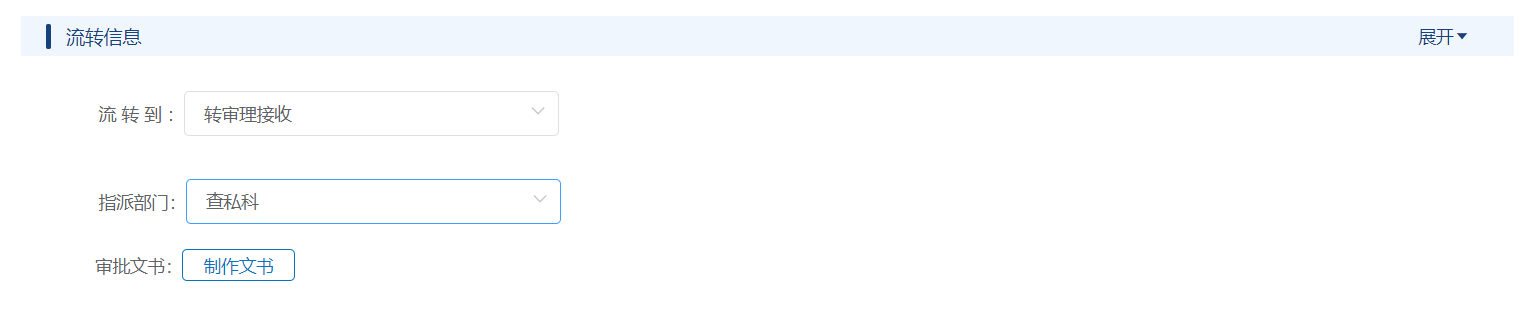 流转信息 展开
流 转 到 : 转审理接收
指派部门: 查私科
审批文书: 制作文书